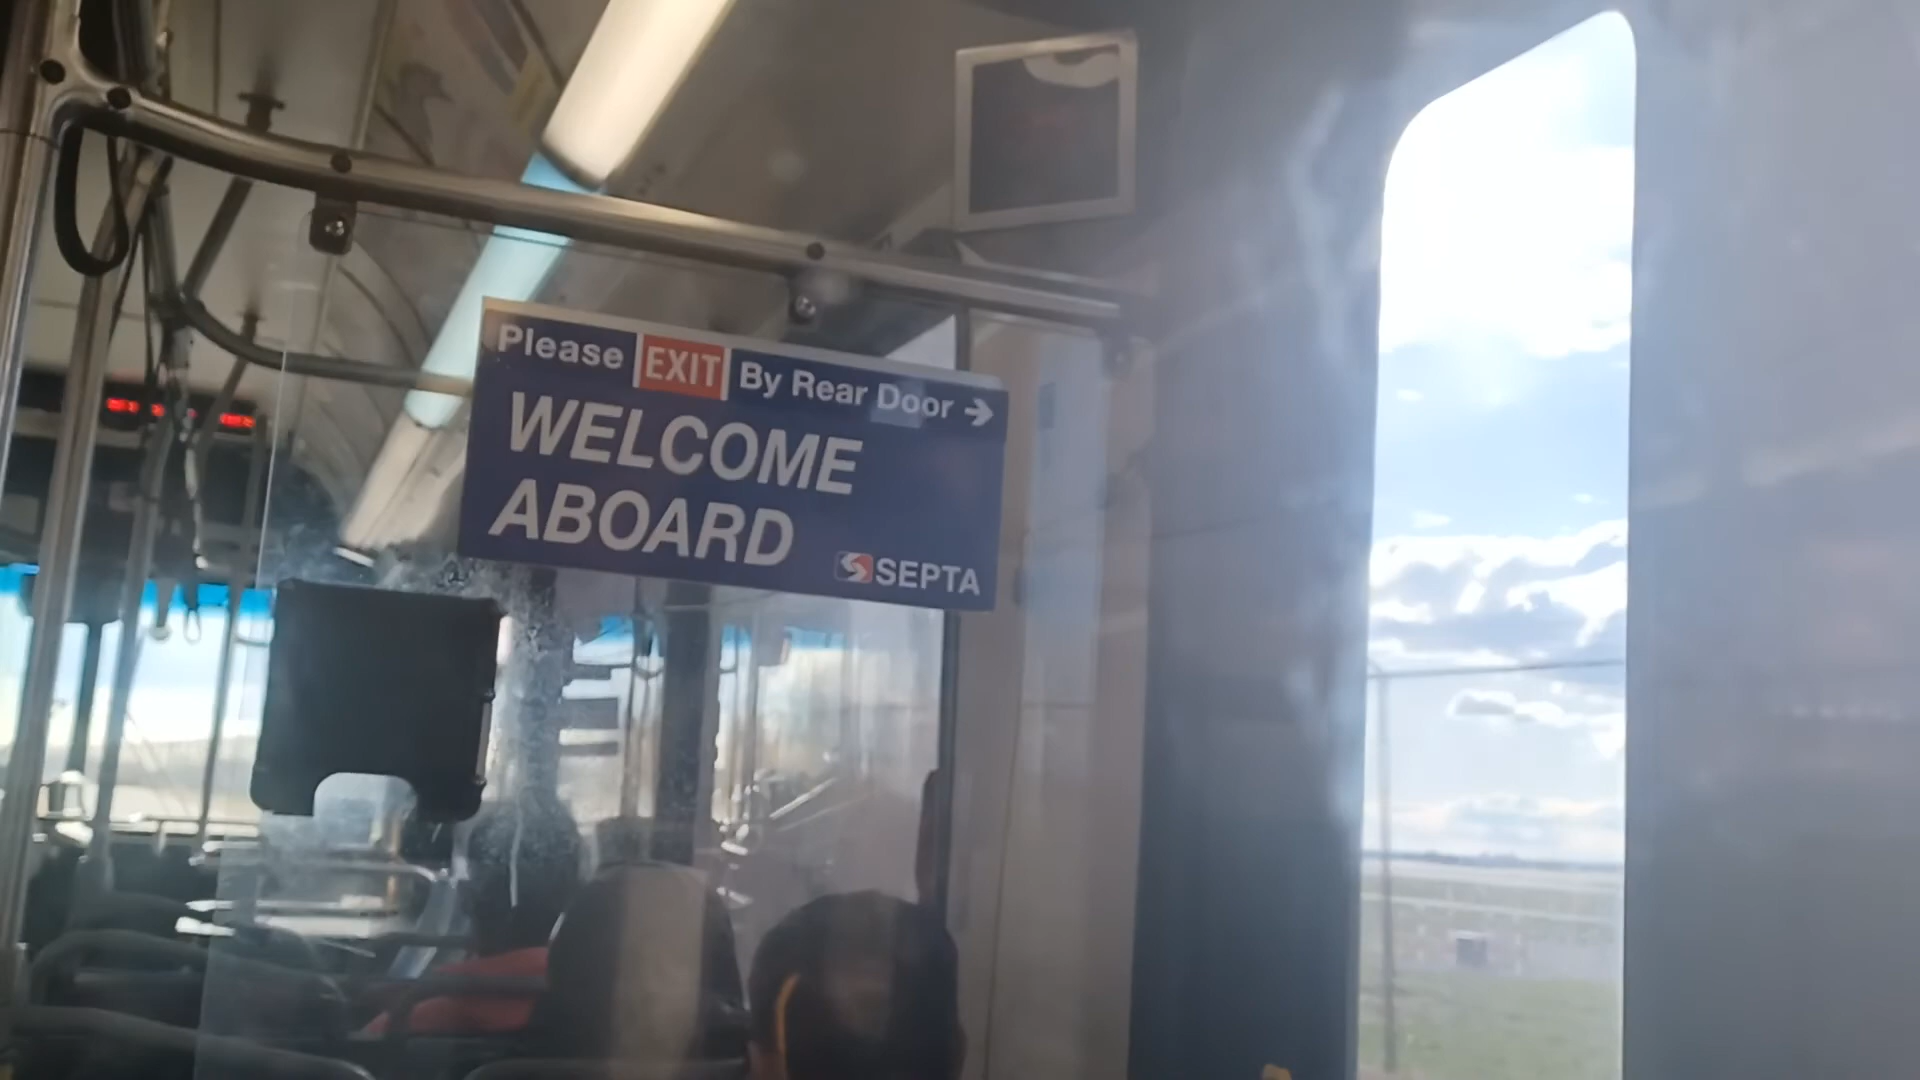 Please EXIT By Rear Door →
WELCOME
ABOARD
SEPTA